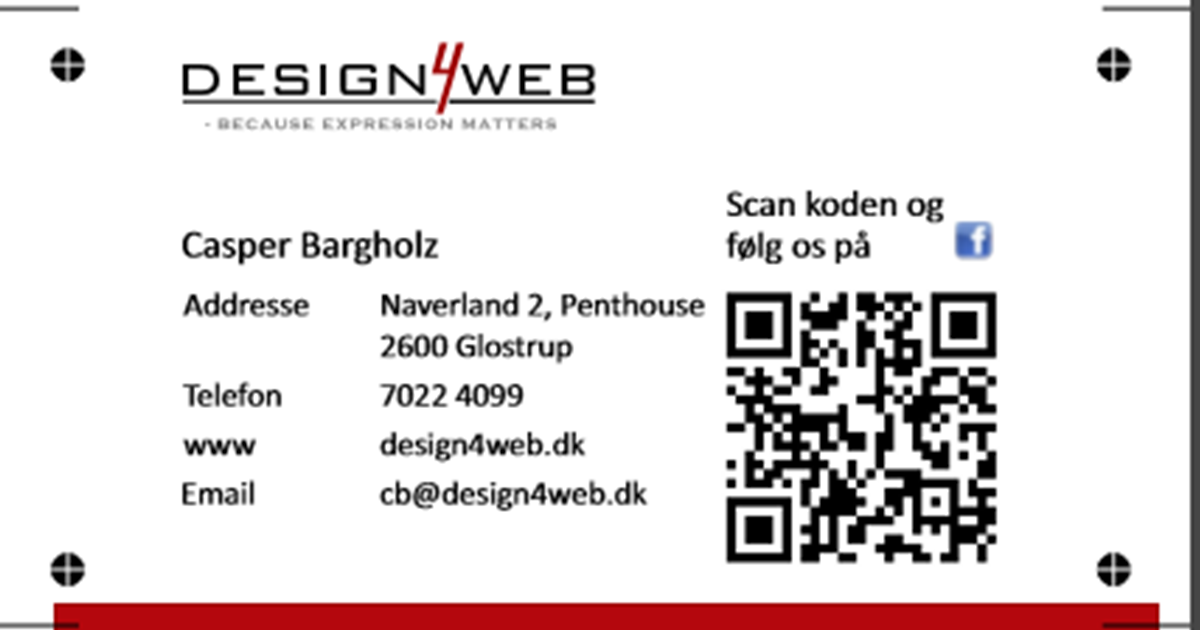 DESIGN4WEB
- BECAUSE EXPRESSION MATTERS
Scan koden og
følg os på f
Casper Bargholz
Addresse Naverland 2, Penthouse
2600 Glostrup
Telefon 7022 4099
www design4web.dk
Email cb@design4web.dk